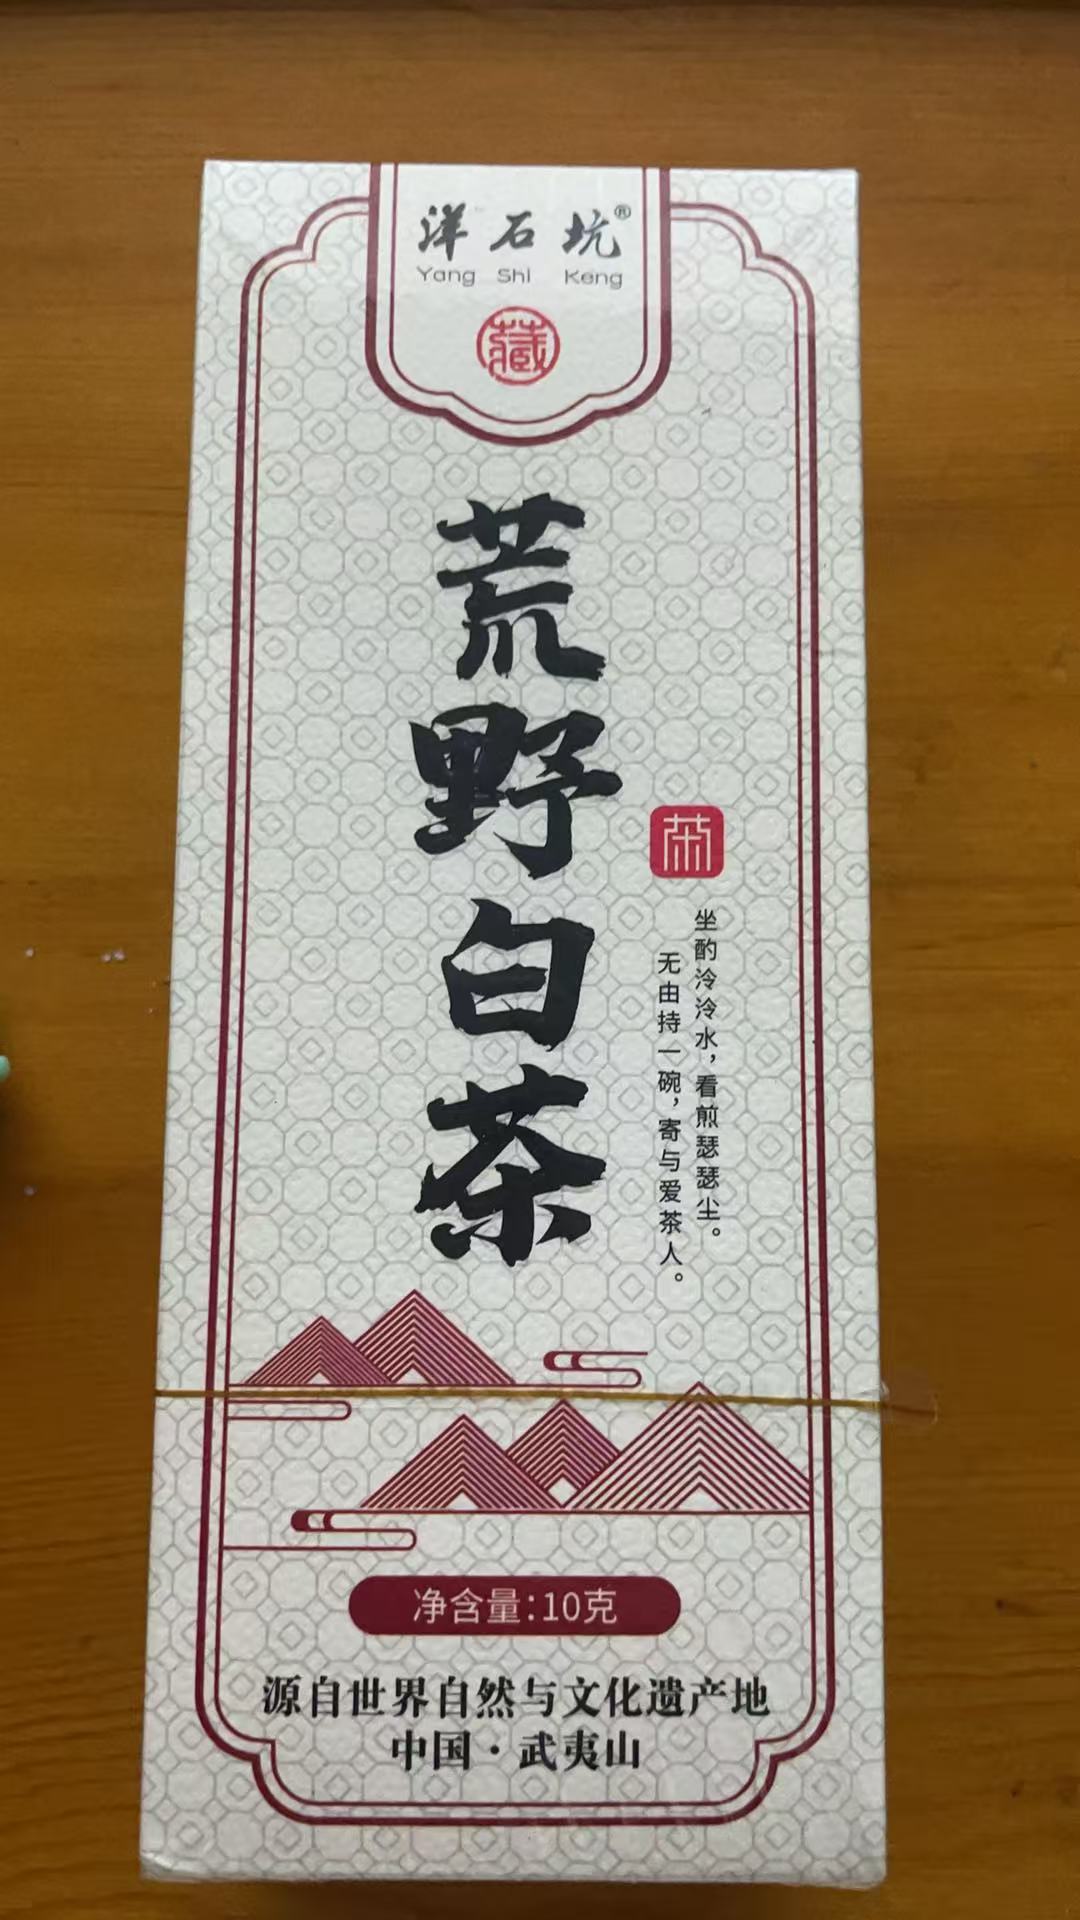 洋石坑®
Yang Shi Keng
藏
荒野白茶
茶
坐酌泠泠水，看煎瑟瑟尘。
无由持一碗，寄与爱茶人。
净含量:10克
源自世界自然与文化遗产地
中国·武夷山